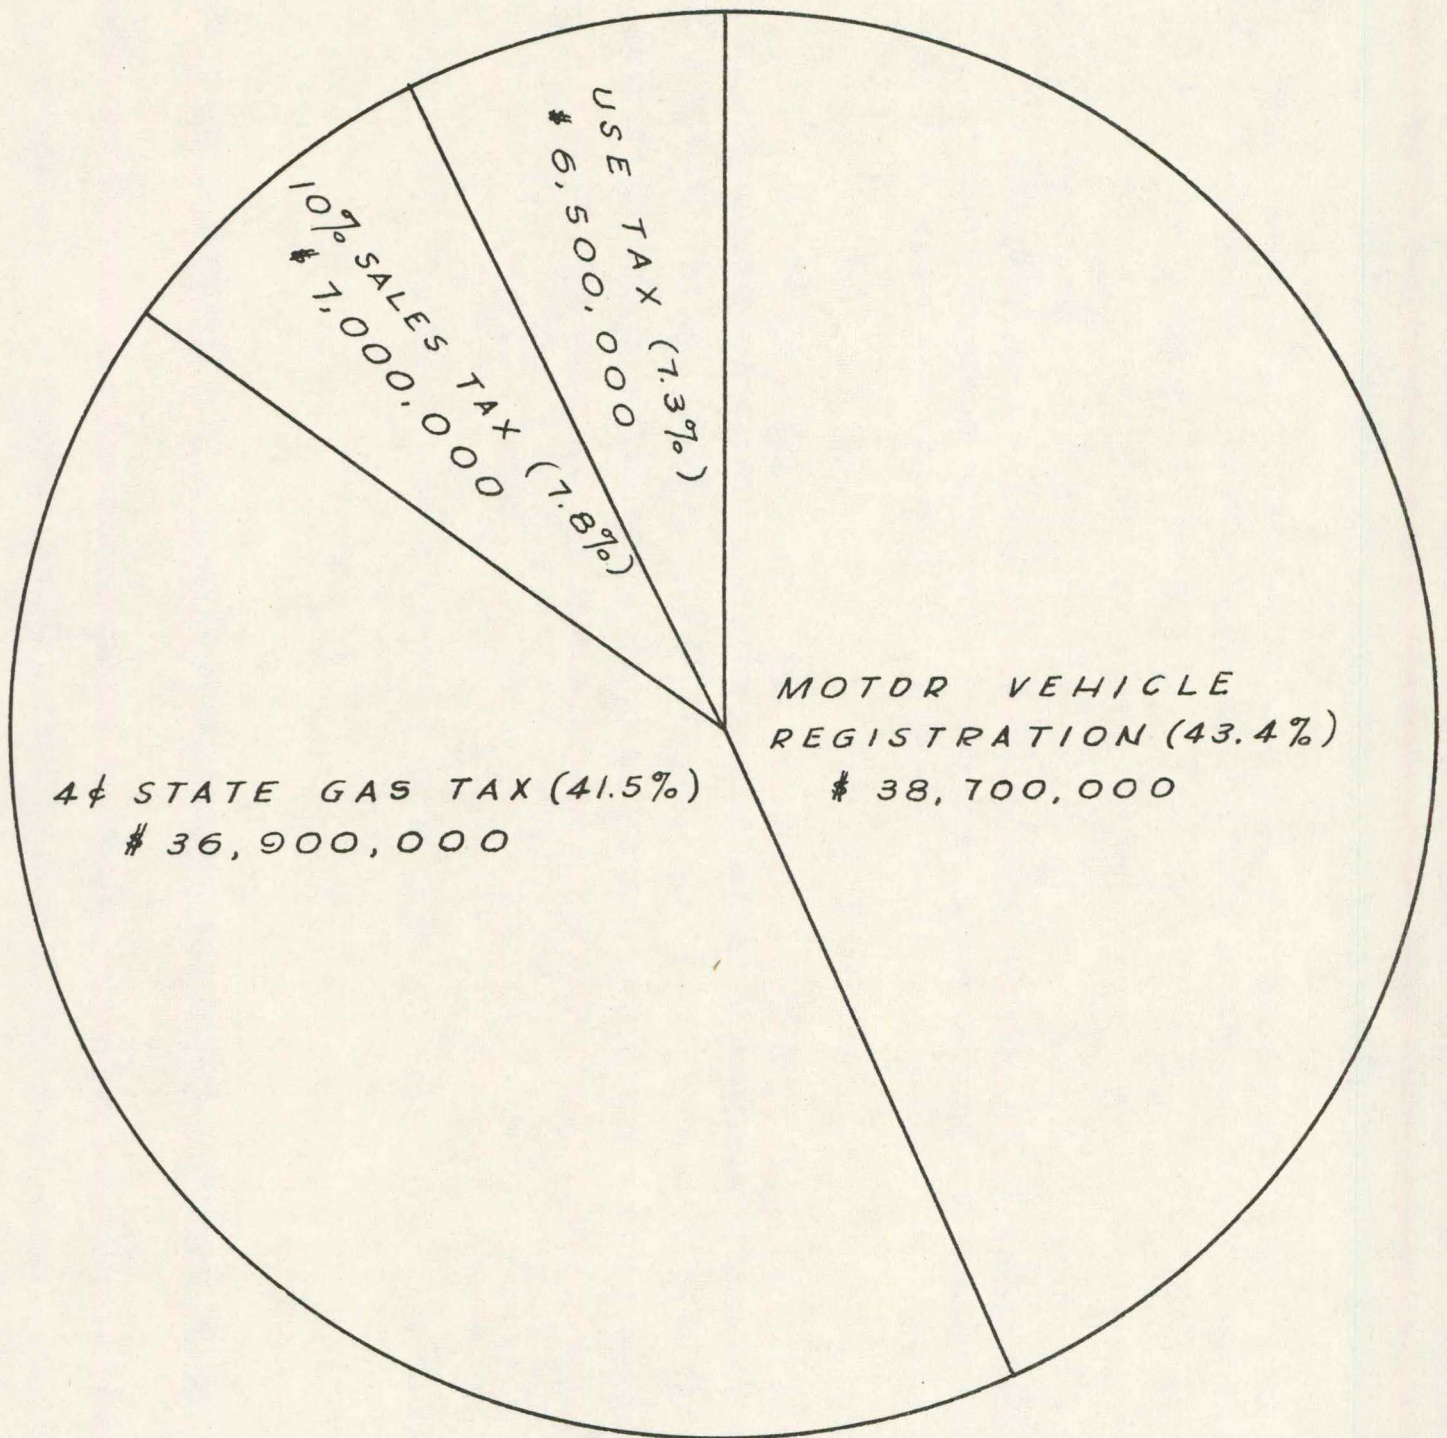 USE TAX (7.3%)
$ 6,500,000
10% SALES TAX (7.8%)
$ 7,000,000
MOTOR VEHICLE
REGISTRATION (43.4%)
$ 38,700,000
4¢ STATE GAS TAX (41.5%)
$ 36,900,000